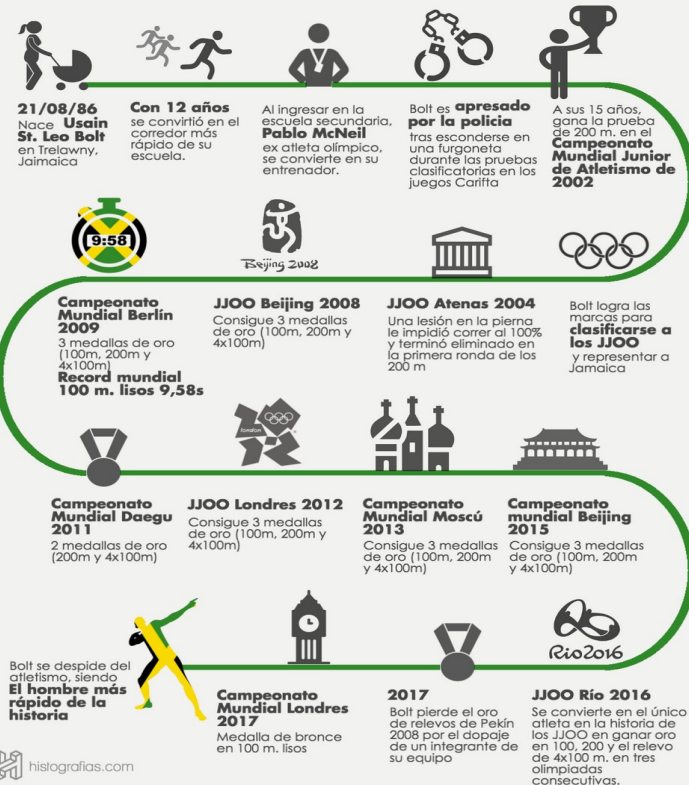 21/08/86
Nace Usain
St. Leo Bolt
en Trelawny,
Jaimaica
Con 12 años
se convirtió en el
corredor más
rápido de su
escuela.
Al ingresar en la
escuela secundaria,
Pablo McNeil
ex atleta olímpico,
se convierte en su
entrenador.
Bolt es apresado
por la policia
tras esconderse en
una furgoneta
durante las pruebas
clasificatorias en los
juegos Carifta
A sus 15 años,
gana la prueba
de 200 m. en el
Campeonato
Mundial Junior
de Atletismo de
2002
Bolt logra las
marcas para
clasificarse a
los JJOO
y representar a
Jamaica
JJOO Atenas 2004
Una lesión en la pierna
le impidió correr al 100%
y terminó eliminado en
la primera ronda de los
200 m
Beijing 2008
JJOO Beijing 2008
Consigue 3 medallas
de oro (100m, 200m y
4x100m)
9:58
Campeonato
Mundial Berlín
2009
3 medallas de oro
(100m, 200m y
4x100m)
Record mundial
100 m. lisos 9,58s
Campeonato
Mundial Daegu
2011
2 medallas de oro
(200m y 4x100m)
london
JJOO Londres 2012
Consigue 3 medallas
de oro (100m, 200m y
4x100m)
Campeonato
Mundial Moscú
2013
Consigue 3 medallas
de oro (100m, 200m
y 4x100m)
Campeonato
mundial Beijing
2015
Consigue 3 medallas
de oro (100m, 200m
y 4x100m)
Rio2016
JJOO Río 2016
Se convierte en el único
atleta en la historia de
los JJOO en ganar oro
en 100, 200 y el relevo
de 4x100 m. en tres
olimpiadas
consecutivas.
2017
Bolt pierde el oro
de relevos de Pekín
2008 por el dopaje
de un integrante de
su equipo
Campeonato
Mundial Londres
2017
Medalla de bronce
en 100 m. lisos
Bolt se despide del
atletismo, siendo
El hombre más
rápido de la
historia
histografias.com